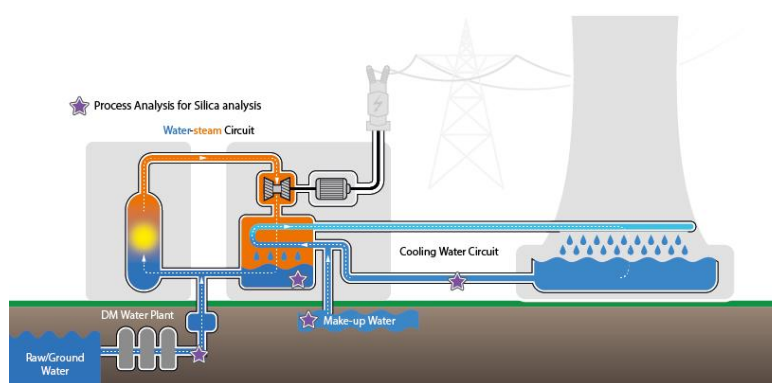 Process Analysis for Silica analysis
Water-steam Circuit
Cooling Water Circuit
DM Water Plant
Make-up Water
Raw/Ground
Water